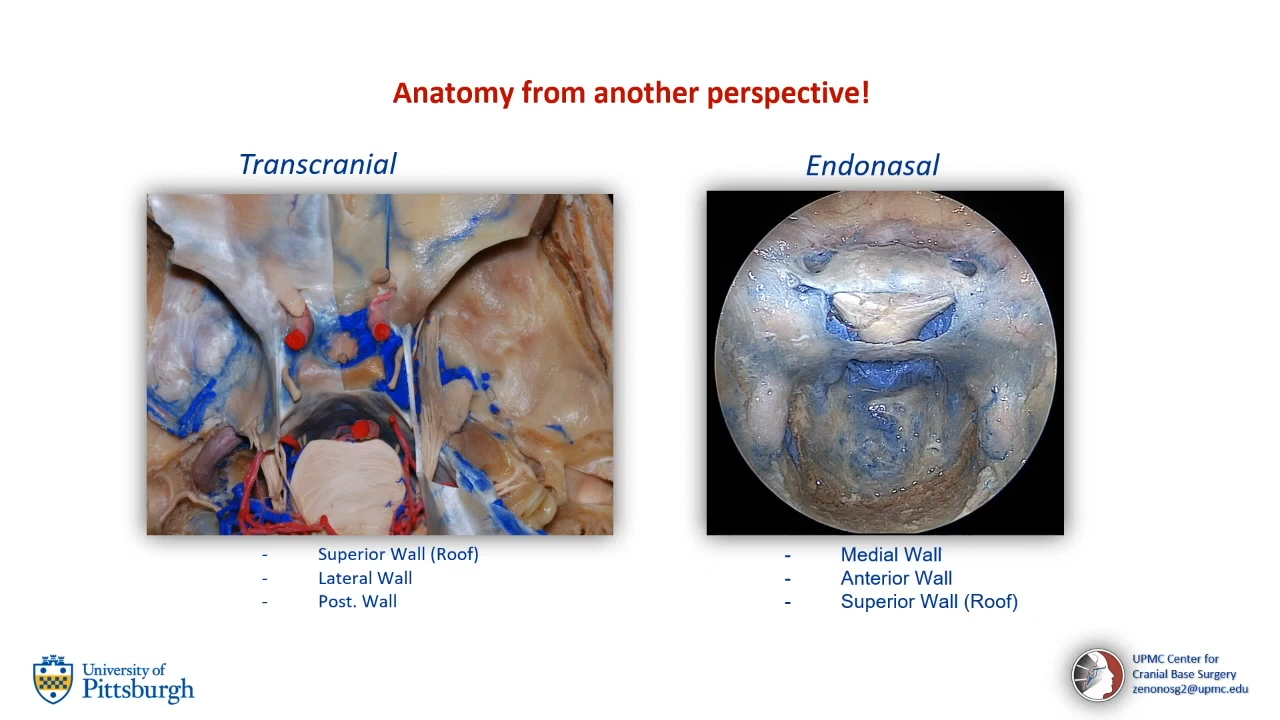 Anatomy from another perspective!
Transcranial
Endonasal
- Superior Wall (Roof)
- Lateral Wall
- Post. Wall
- Medial Wall
- Anterior Wall
- Superior Wall (Roof)
University of
Pittsburgh
UPMC Center for
Cranial Base Surgery
zenonosg2@upmc.edu